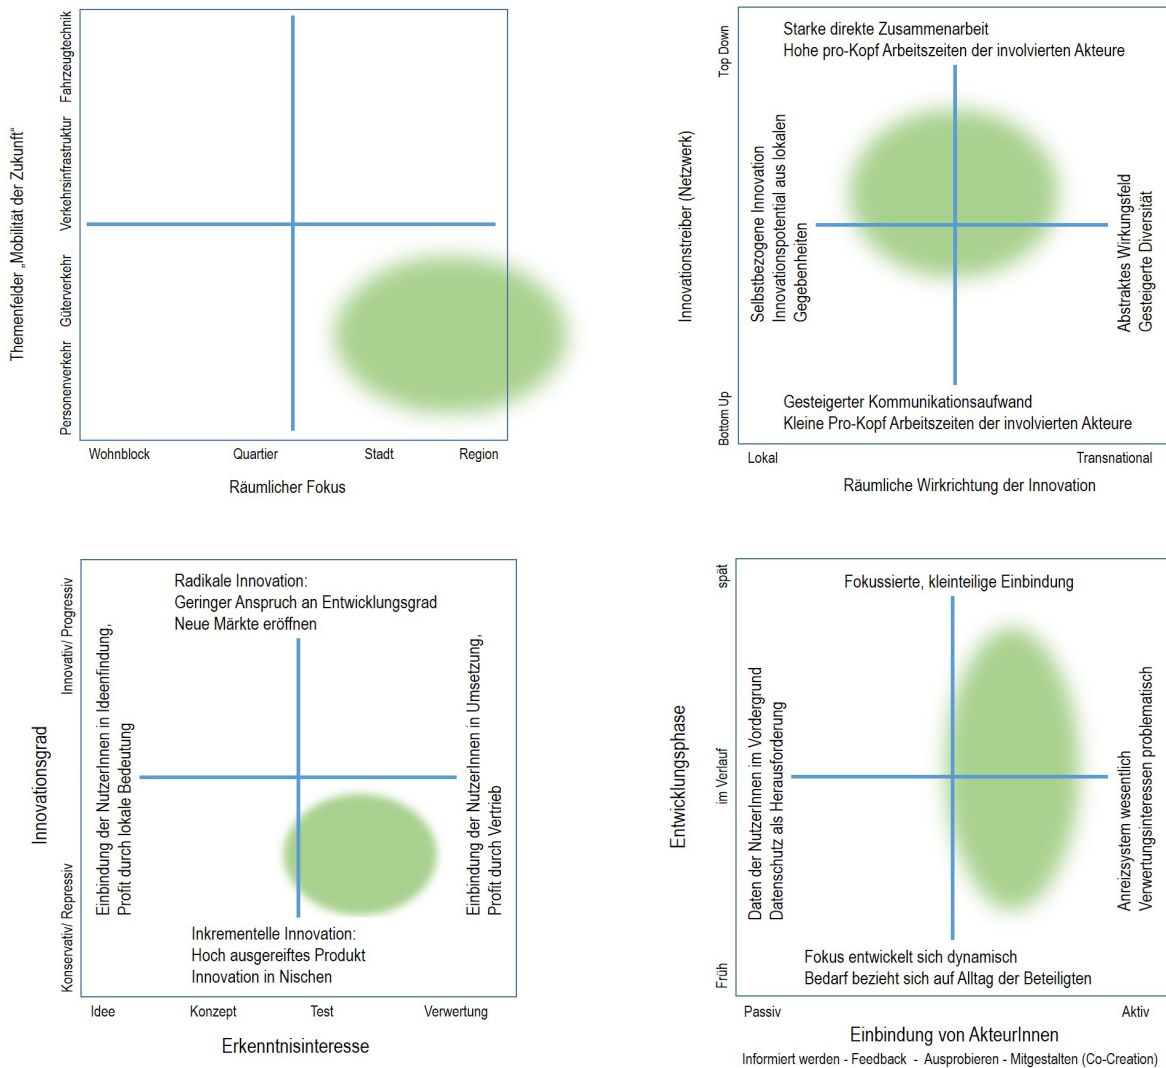 Themenfelder „Mobilität der Zukunft“
Fahrzeugtechnik
Verkehrsinfrastruktur
Güterverkehr
Personenverkehr
Wohnblock
Quartier
Stadt
Region
Räumlicher Fokus
Innovationstreiber (Netzwerk)
Top Down
Bottom Up
Starke direkte Zusammenarbeit
Hohe pro-Kopf Arbeitszeiten der involvierten Akteure
Selbstbezogene Innovation
Innovationspotential aus lokalen
Gegebenheiten
Abstraktes Wirkungsfeld
Gesteigerte Diversität
Gesteigerter Kommunikationsaufwand
Kleine Pro-Kopf Arbeitszeiten der involvierten Akteure
Lokal
Transnational
Räumliche Wirkrichtung der Innovation
Innovationsgrad
Innovativ/ Progressiv
Konservativ/ Repressiv
Radikale Innovation:
Geringer Anspruch an Entwicklungsgrad
Neue Märkte eröffnen
Einbindung der NutzerInnen in Ideenfindung,
Profit durch lokale Bedeutung
Einbindung der NutzerInnen in Umsetzung,
Profit durch Vertrieb
Inkrementelle Innovation:
Hoch ausgereiftes Produkt
Innovation in Nischen
Idee
Konzept
Test
Verwertung
Erkenntnisinteresse
Entwicklungsphase
spät
im Verlauf
Früh
Fokussierte, kleinteilige Einbindung
Daten der NutzerInnen im Vordergrund
Datenschutz als Herausforderung
Anreizsystem wesentlich
Verwertungsinteressen problematisch
Fokus entwickelt sich dynamisch
Bedarf bezieht sich auf Alltag der Beteiligten
Passiv
Aktiv
Einbindung von AkteurInnen
Informiert werden - Feedback - Ausprobieren - Mitgestalten (Co-Creation)